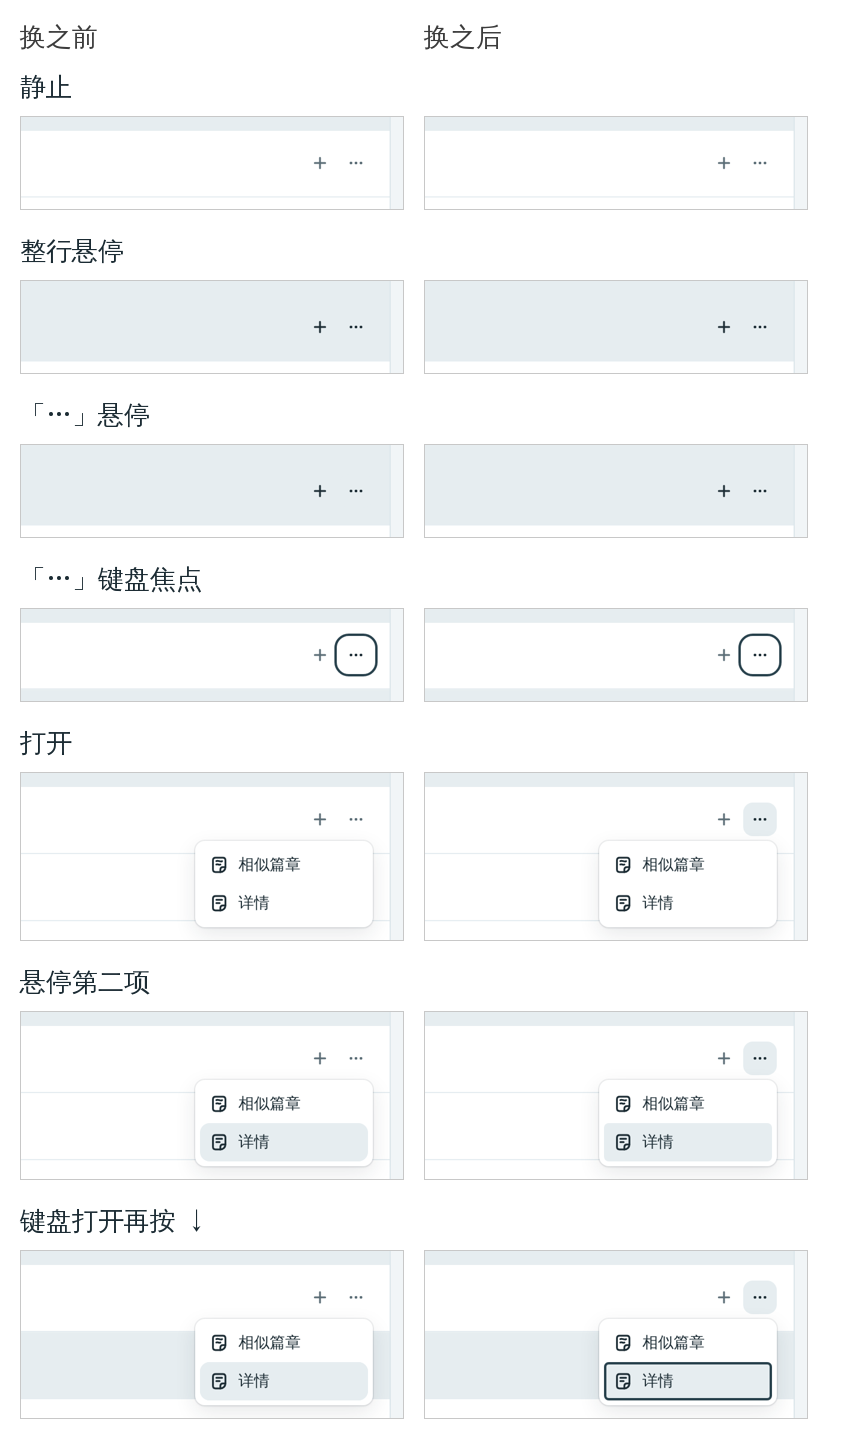 换之前 换之后
静止
+ ··· + ···
整行悬停
+ ··· + ···
「···」悬停
+ ··· + ···
「···」键盘焦点
+ ··· + ···
打开
+ ··· + ···
相似篇章 相似篇章
详情 详情
悬停第二项
+ ··· + ···
相似篇章 相似篇章
详情 详情
键盘打开再按 ↓
+ ··· + ···
相似篇章 相似篇章
详情 详情